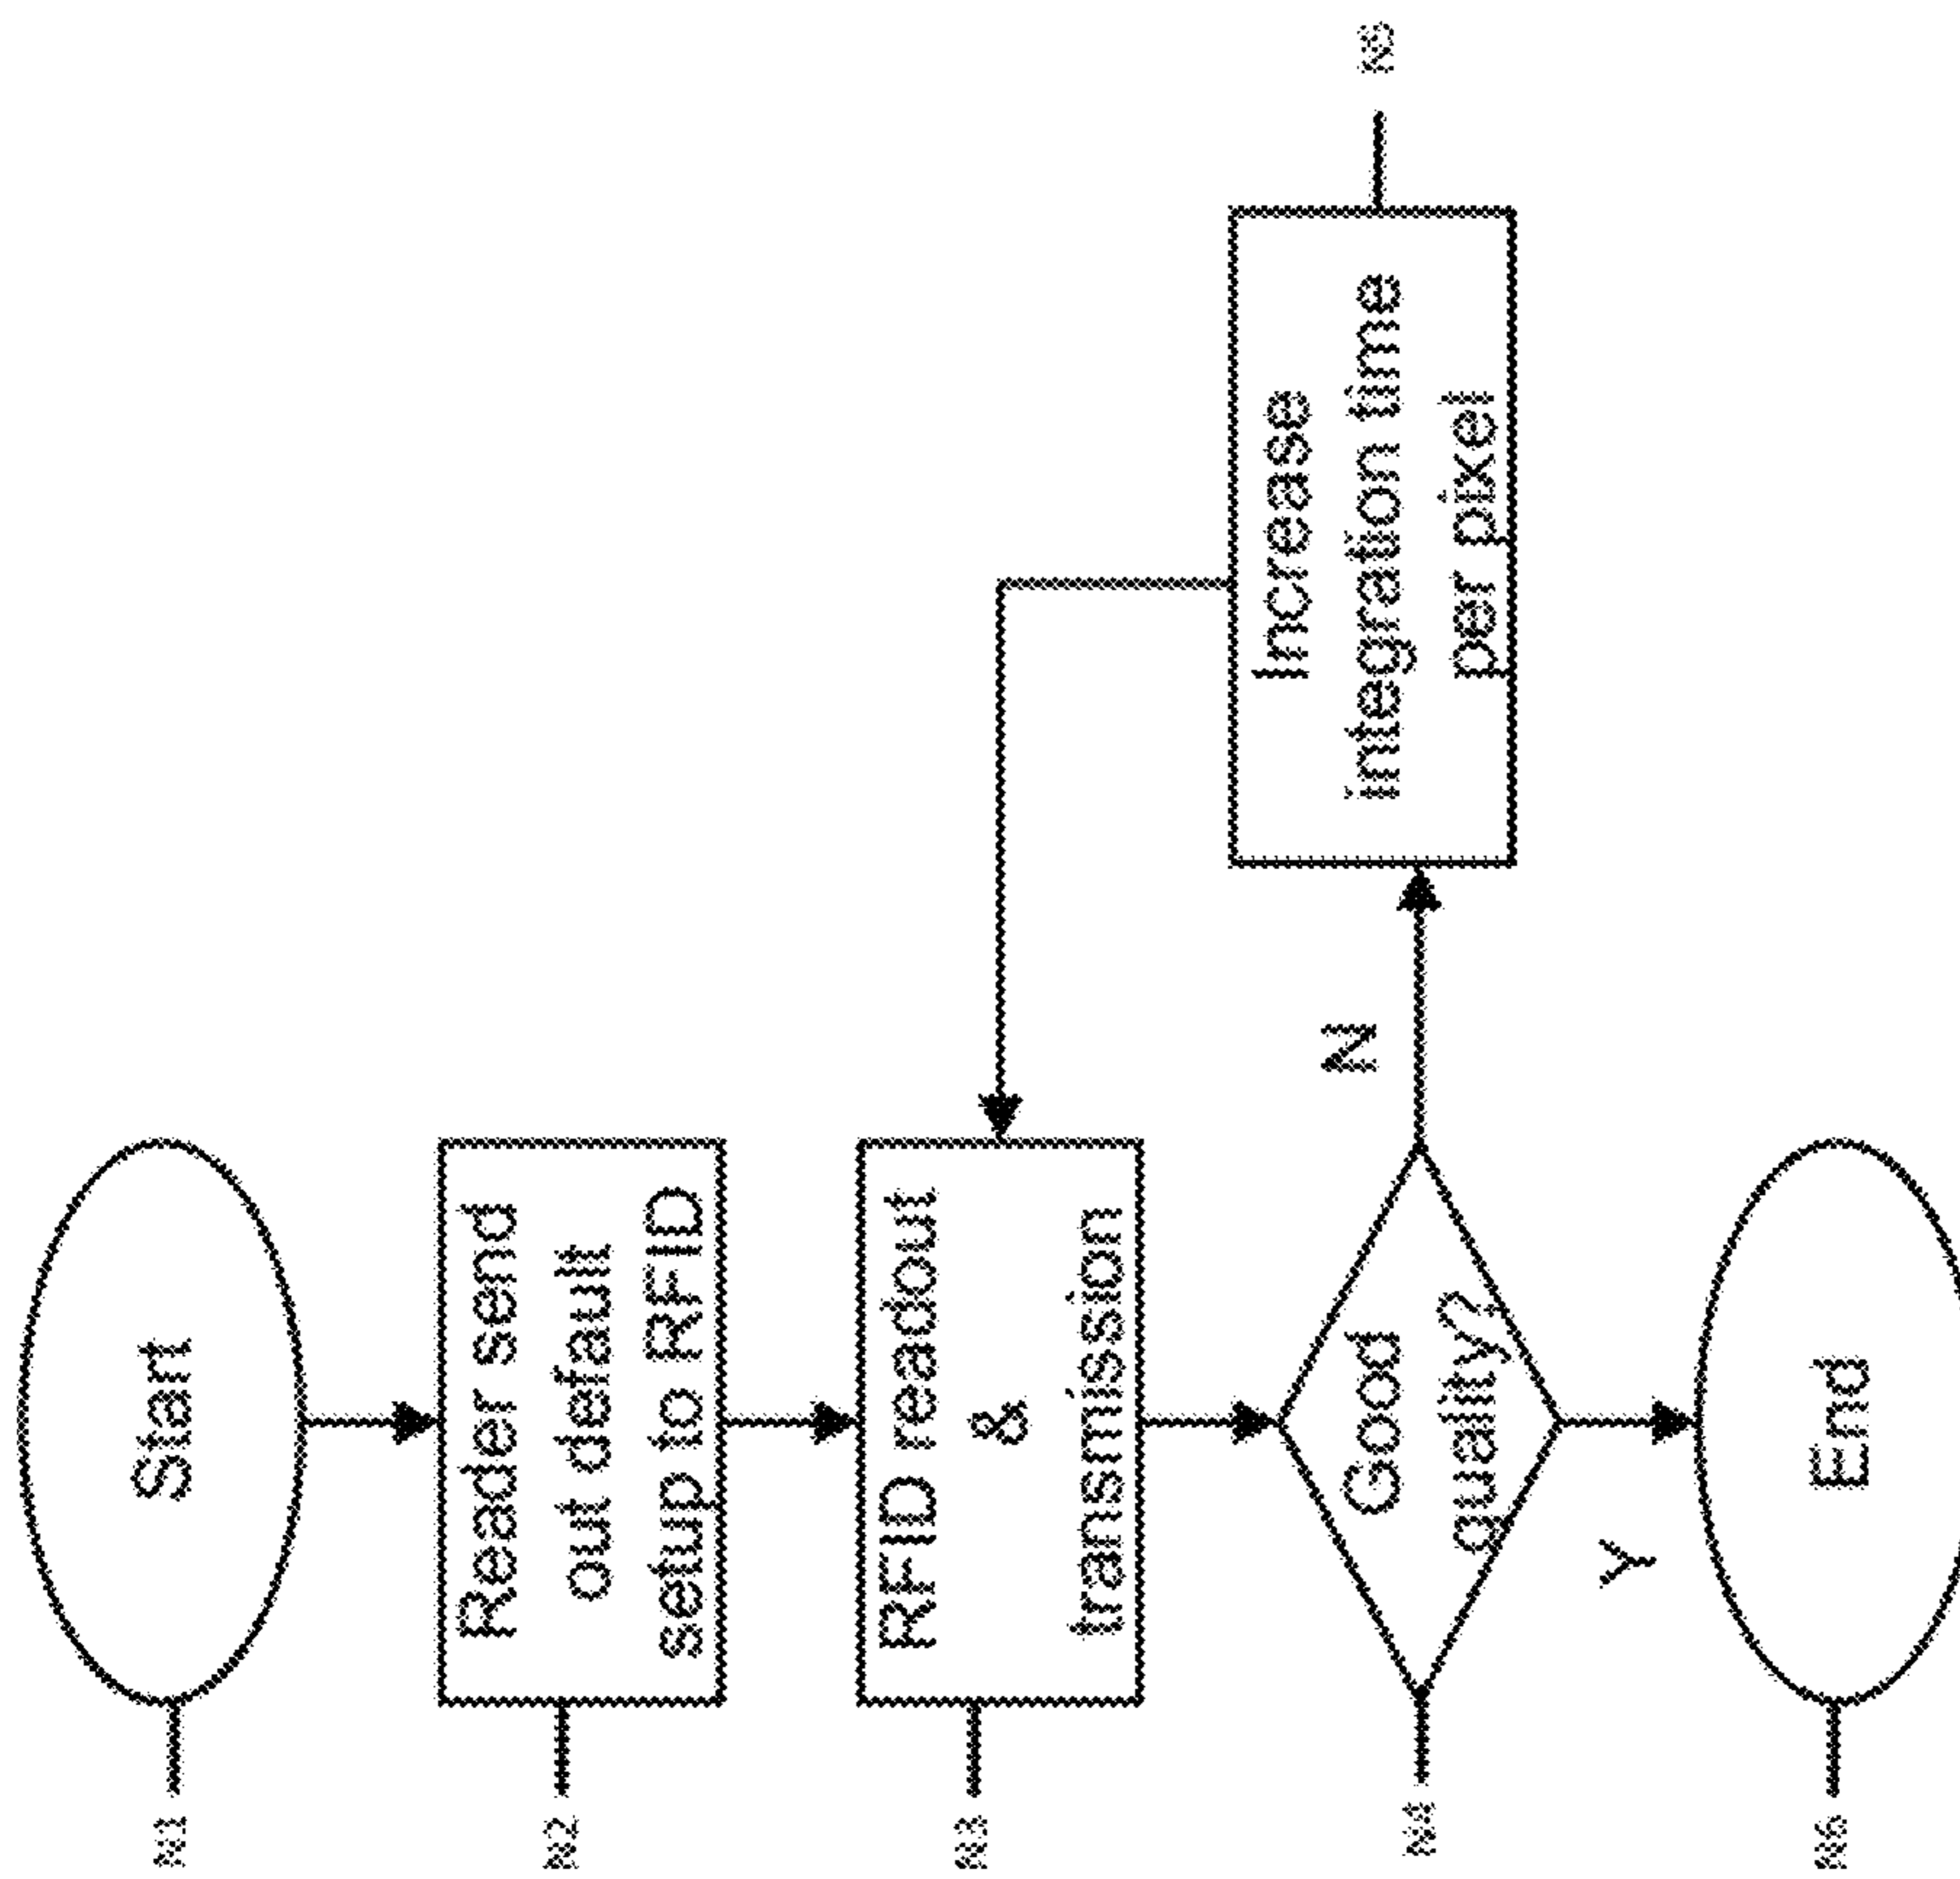 Start
Reader send
out default
setup to RFID
RFID readout
&
transmission
Good
quality?
N
Increase
integration time
per pixel
Y
End